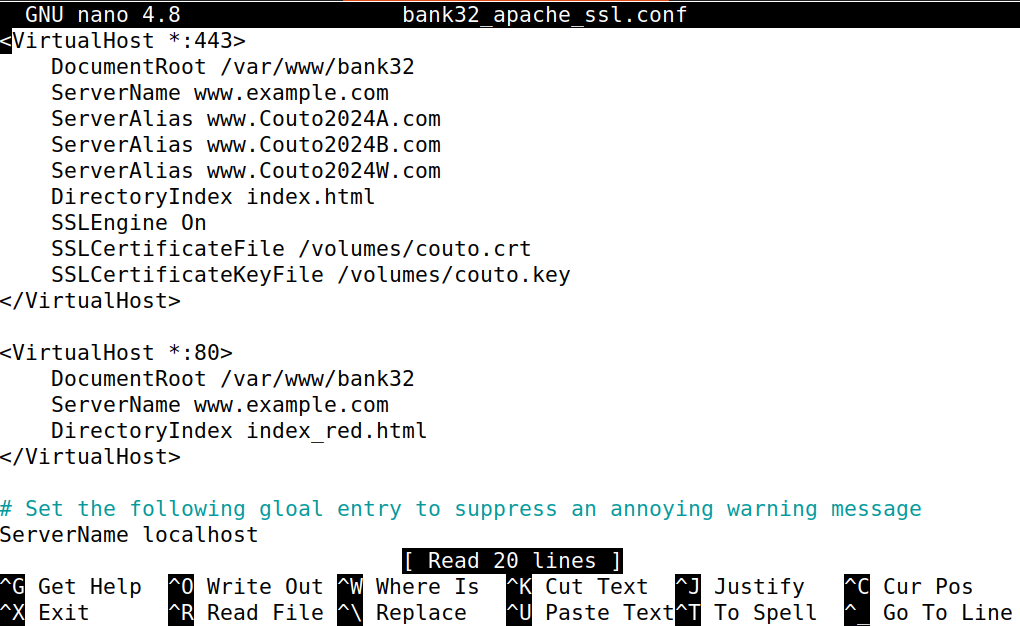 GNU nano 4.8 bank32_apache_ssl.conf
<VirtualHost *:443>
    DocumentRoot /var/www/bank32
    ServerName www.example.com
    ServerAlias www.Couto2024A.com
    ServerAlias www.Couto2024B.com
    ServerAlias www.Couto2024W.com
    DirectoryIndex index.html
    SSLEngine On
    SSLCertificateFile /volumes/couto.crt
    SSLCertificateKeyFile /volumes/couto.key
</VirtualHost>

<VirtualHost *:80>
    DocumentRoot /var/www/bank32
    ServerName www.example.com
    DirectoryIndex index_red.html
</VirtualHost>

# Set the following gloal entry to suppress an annoying warning message
ServerName localhost
[ Read 20 lines ]
^G Get Help ^O Write Out ^W Where Is ^K Cut Text ^J Justify ^C Cur Pos
^X Exit ^R Read File ^\ Replace ^U Paste Text ^T To Spell ^_ Go To Line